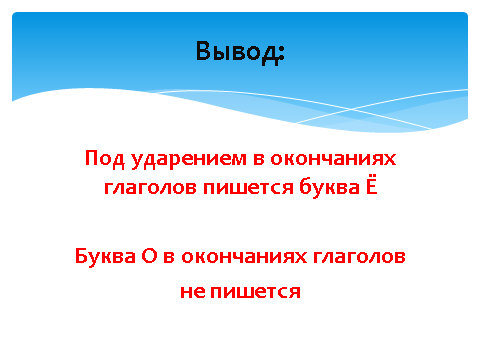 Вывод:
Под ударением в окончаниях
глаголов пишется буква Ё
Буква О в окончаниях глаголов
не пишется